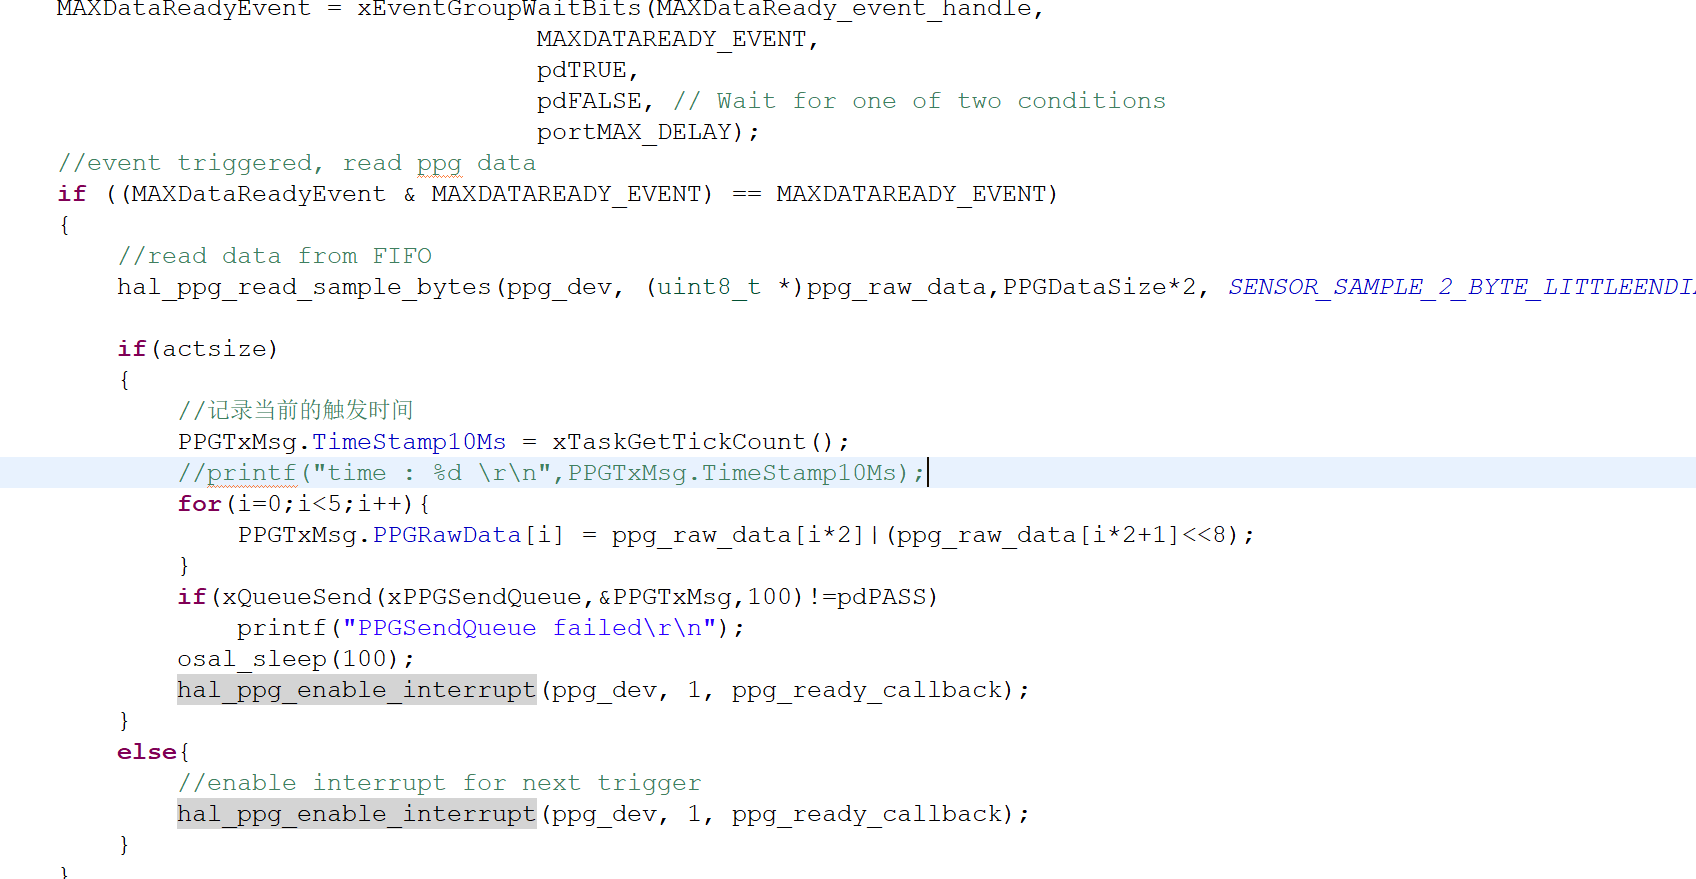 MAXDataReadyEvent = xEventGroupWaitBits(MAXDataReady_event_handle,
MAXDATAREADY_EVENT,
pdTRUE,
pdFALSE, // Wait for one of two conditions
portMAX_DELAY);
//event triggered, read ppg data
if ((MAXDataReadyEvent & MAXDATAREADY_EVENT) == MAXDATAREADY_EVENT)
{
//read data from FIFO
hal_ppg_read_sample_bytes(ppg_dev, (uint8_t *)ppg_raw_data,PPGDataSize*2, SENSOR_SAMPLE_2_BYTE_LITTLEENDI
if(actsize)
{
//记录当前的触发时间
PPGTxMsg.TimeStamp10Ms = xTaskGetTickCount();
//printf("time : %d \r\n",PPGTxMsg.TimeStamp10Ms);
for(i=0;i<5;i++){
PPGTxMsg.PPGRawData[i] = ppg_raw_data[i*2]|(ppg_raw_data[i*2+1]<<8);
}
if(xQueueSend(xPPGSendQueue,&PPGTxMsg,100)!=pdPASS)
printf("PPGSendQueue failed\r\n");
osal_sleep(100);
hal_ppg_enable_interrupt(ppg_dev, 1, ppg_ready_callback);
}
else{
//enable interrupt for next trigger
hal_ppg_enable_interrupt(ppg_dev, 1, ppg_ready_callback);
}
}